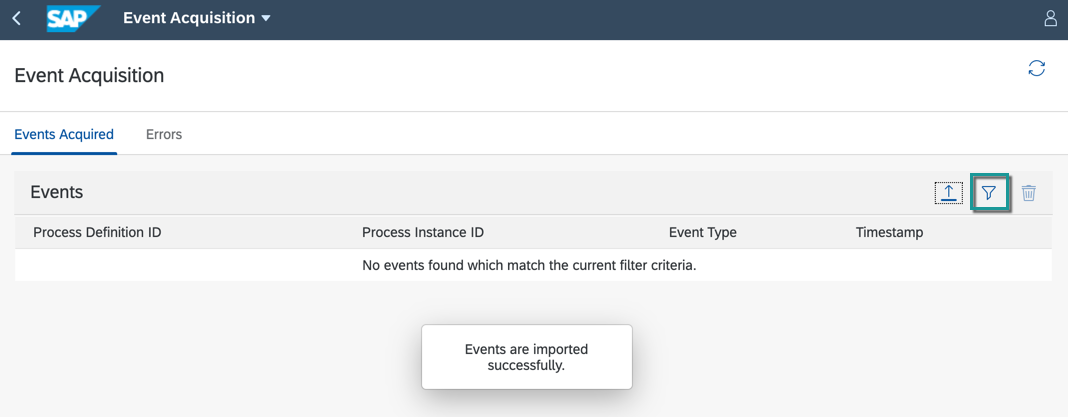 SAP Event Acquisition
Event Acquisition
Events Acquired Errors
Events
Process Definition ID Process Instance ID Event Type Timestamp
No events found which match the current filter criteria.
Events are imported
successfully.